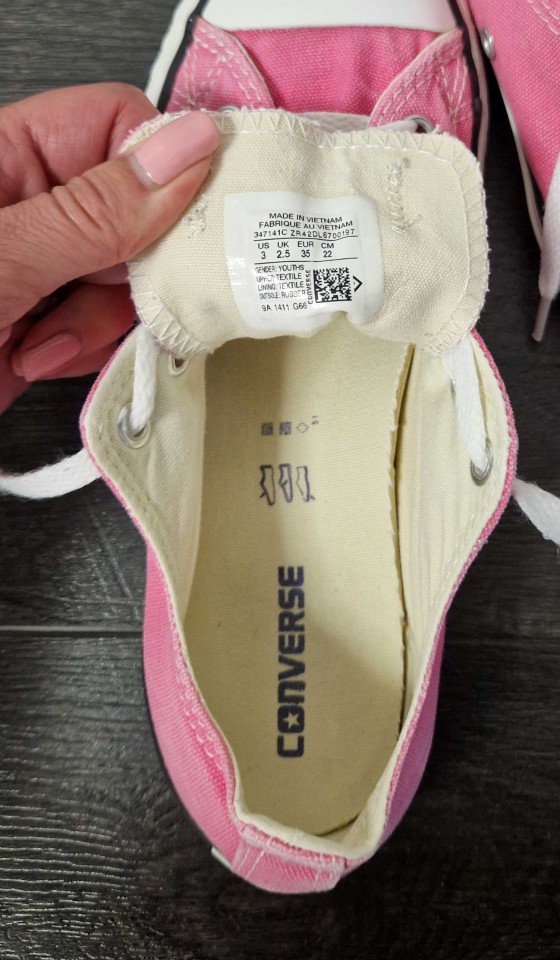 MADE IN VIETNAM
FABRIQUE AU VIETNAM
347141C ZR42DL6700197
US UK EUR CM
3 2.5 35 22
GENDER: YOUTHS
UPPER: TEXTILE
LINING: TEXTILE
OUTSOLE: RUBBER
CONVERSE
9A 1411 G66
CONVERSE